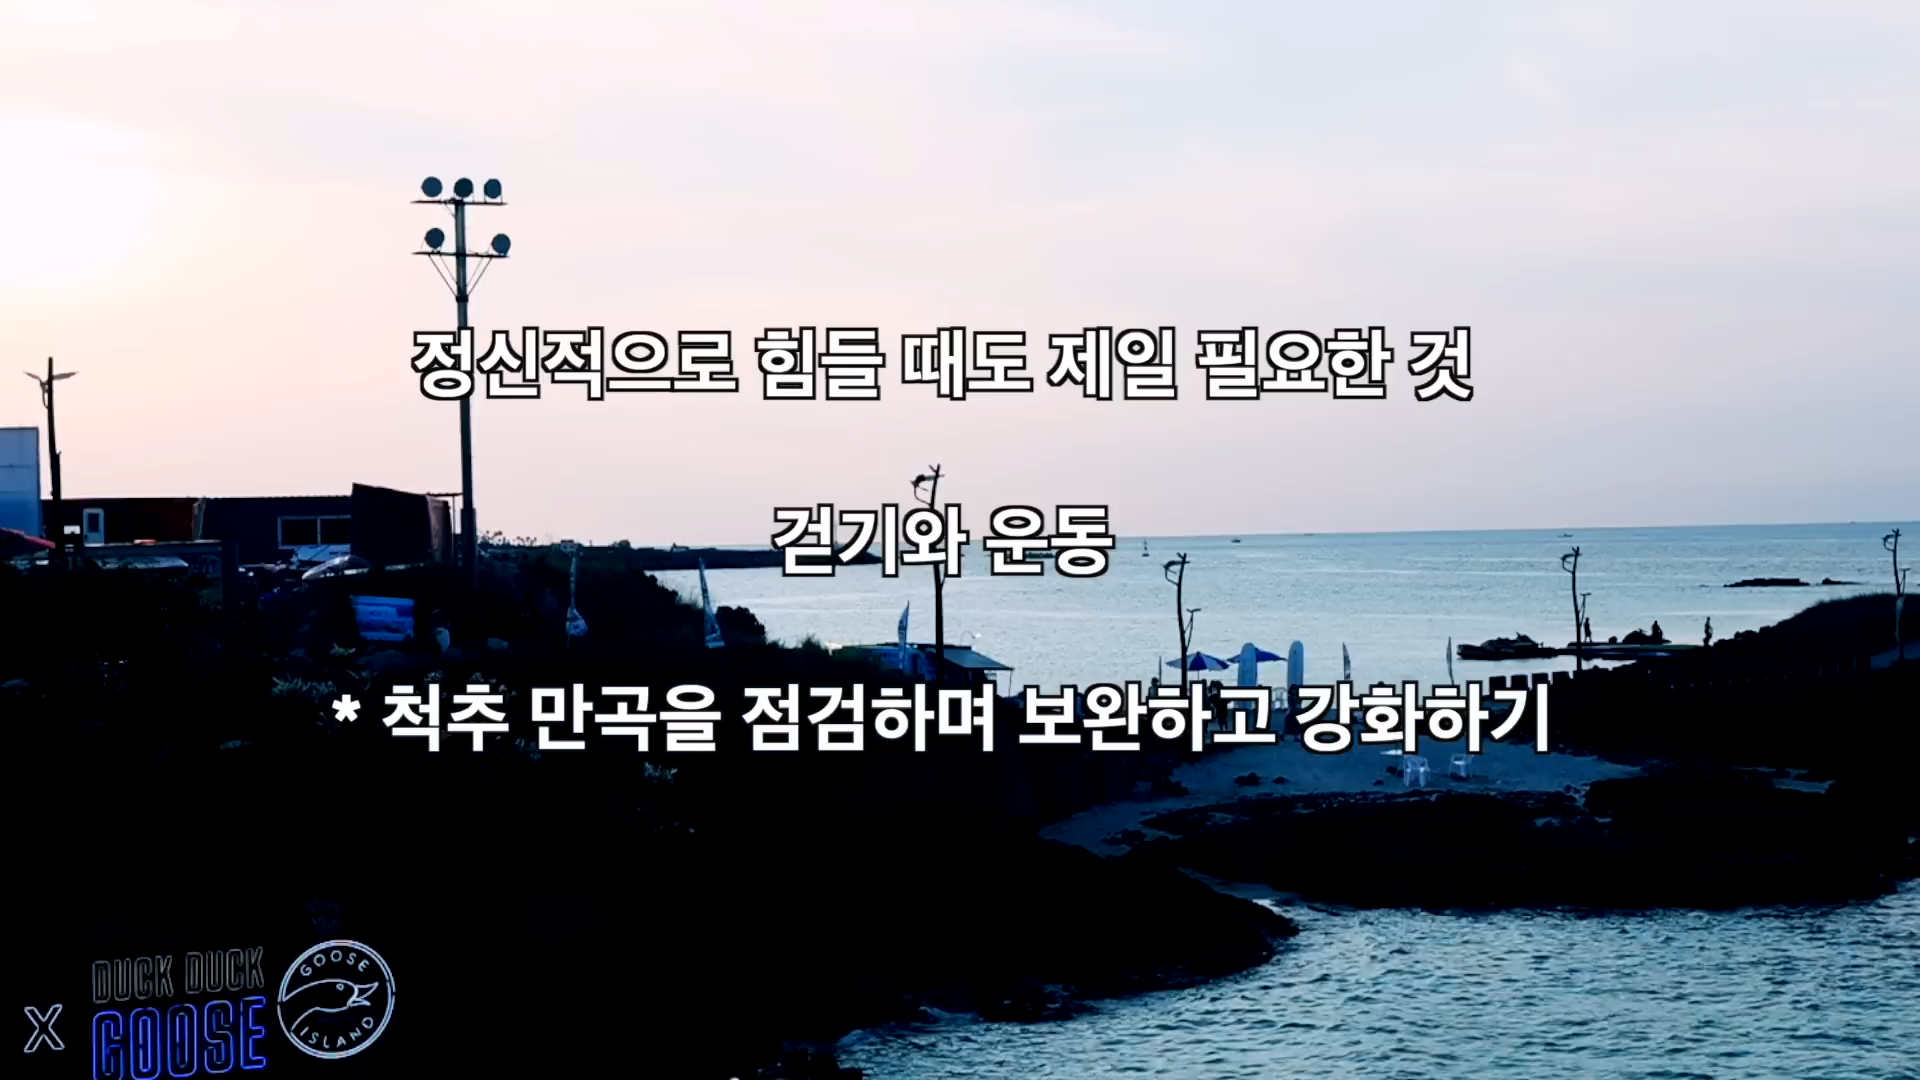 정신적으로 힘들 때도 제일 필요한 것
걷기와 운동
* 척추 만곡을 점검하며 보완하고 강화하기
X
DUCK DUCK
GOOSE
GOOSE
ISLAND